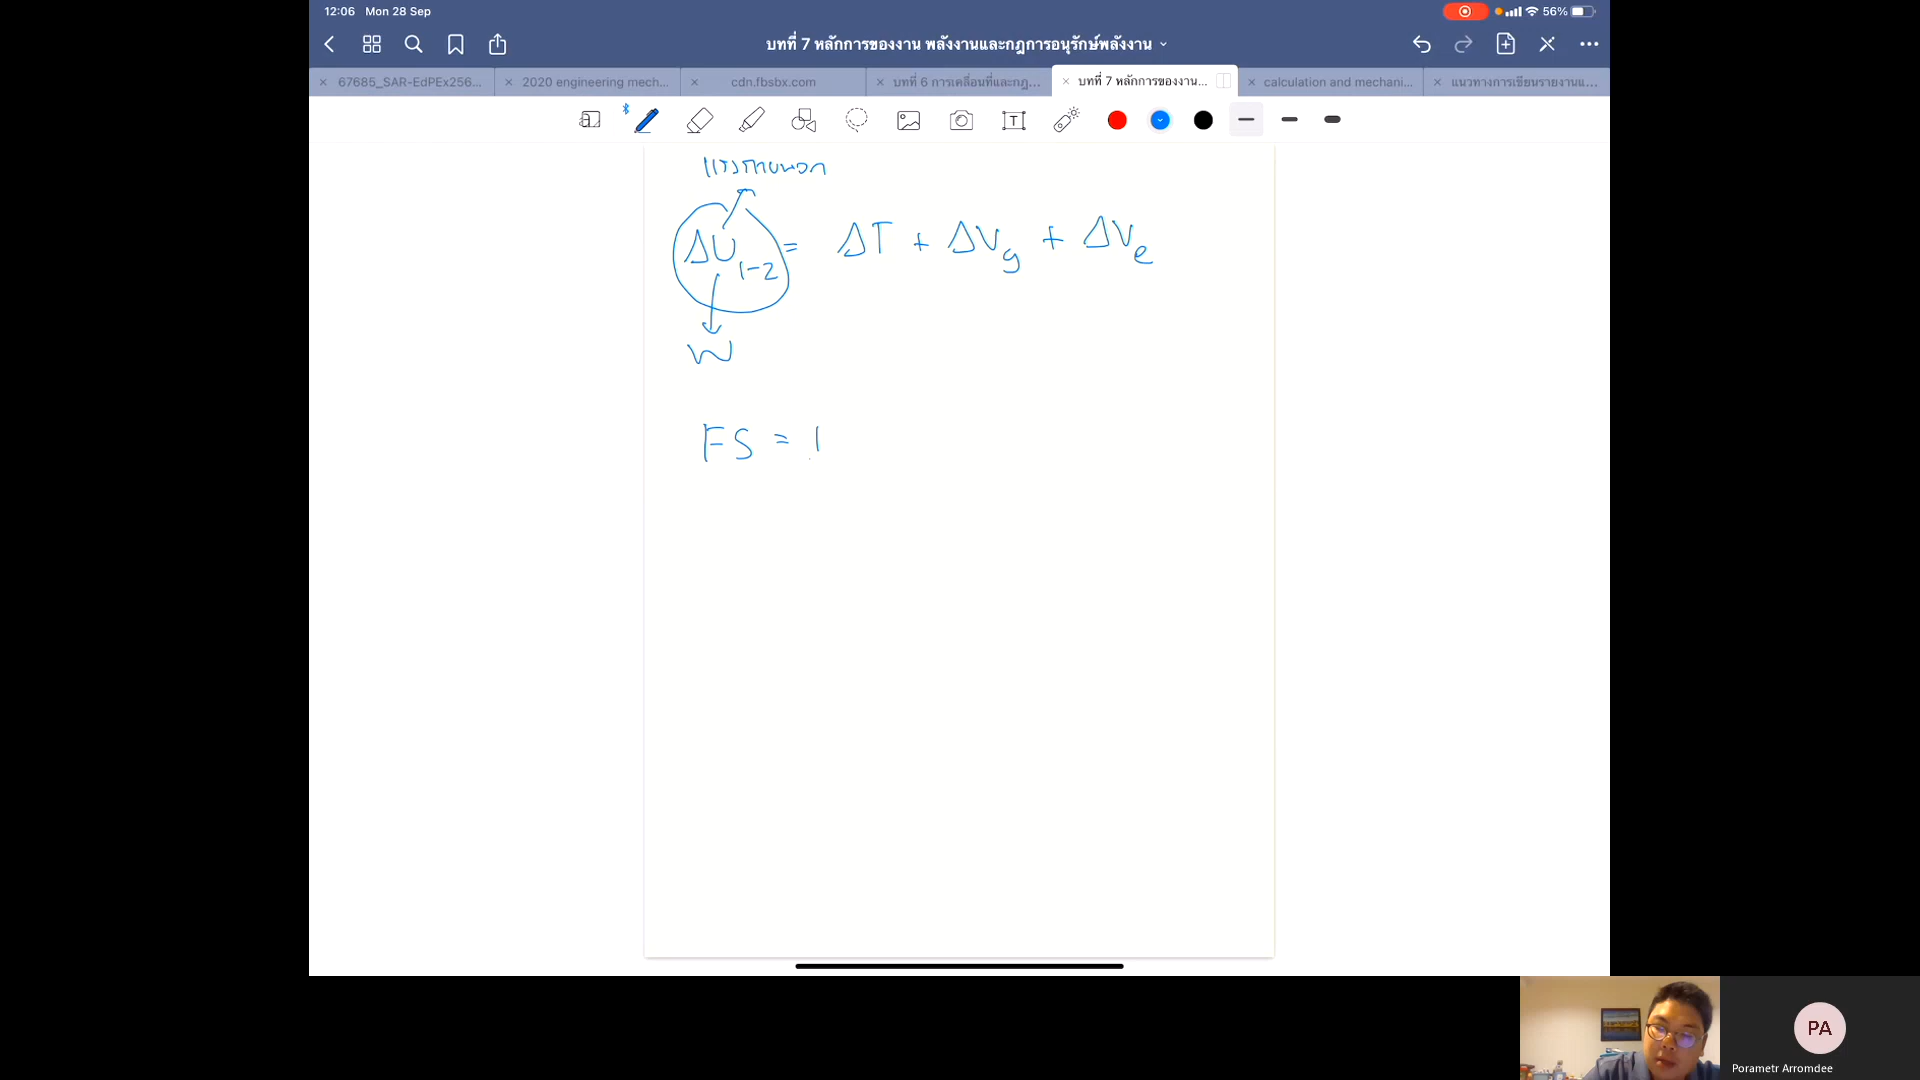 12:06 Mon 28 Sep 56%
บทที่ 7 หลักการของงาน พลังงานและกฎการอนุรักษ์พลังงาน
67685_SAR-EdPEx256... 2020 engineering mech... cdn.fbsbx.com บทที่ 6 การเคลื่อนที่และกฎ... บทที่ 7 หลักการของงาน... calculation and mechani... แนวทางการเขียนรายงานแ...
T
แรงภายนอก
ΔU1-2 = ΔT + ΔVg + ΔVe
W
FS = 1
PA
Porametr Arromdee